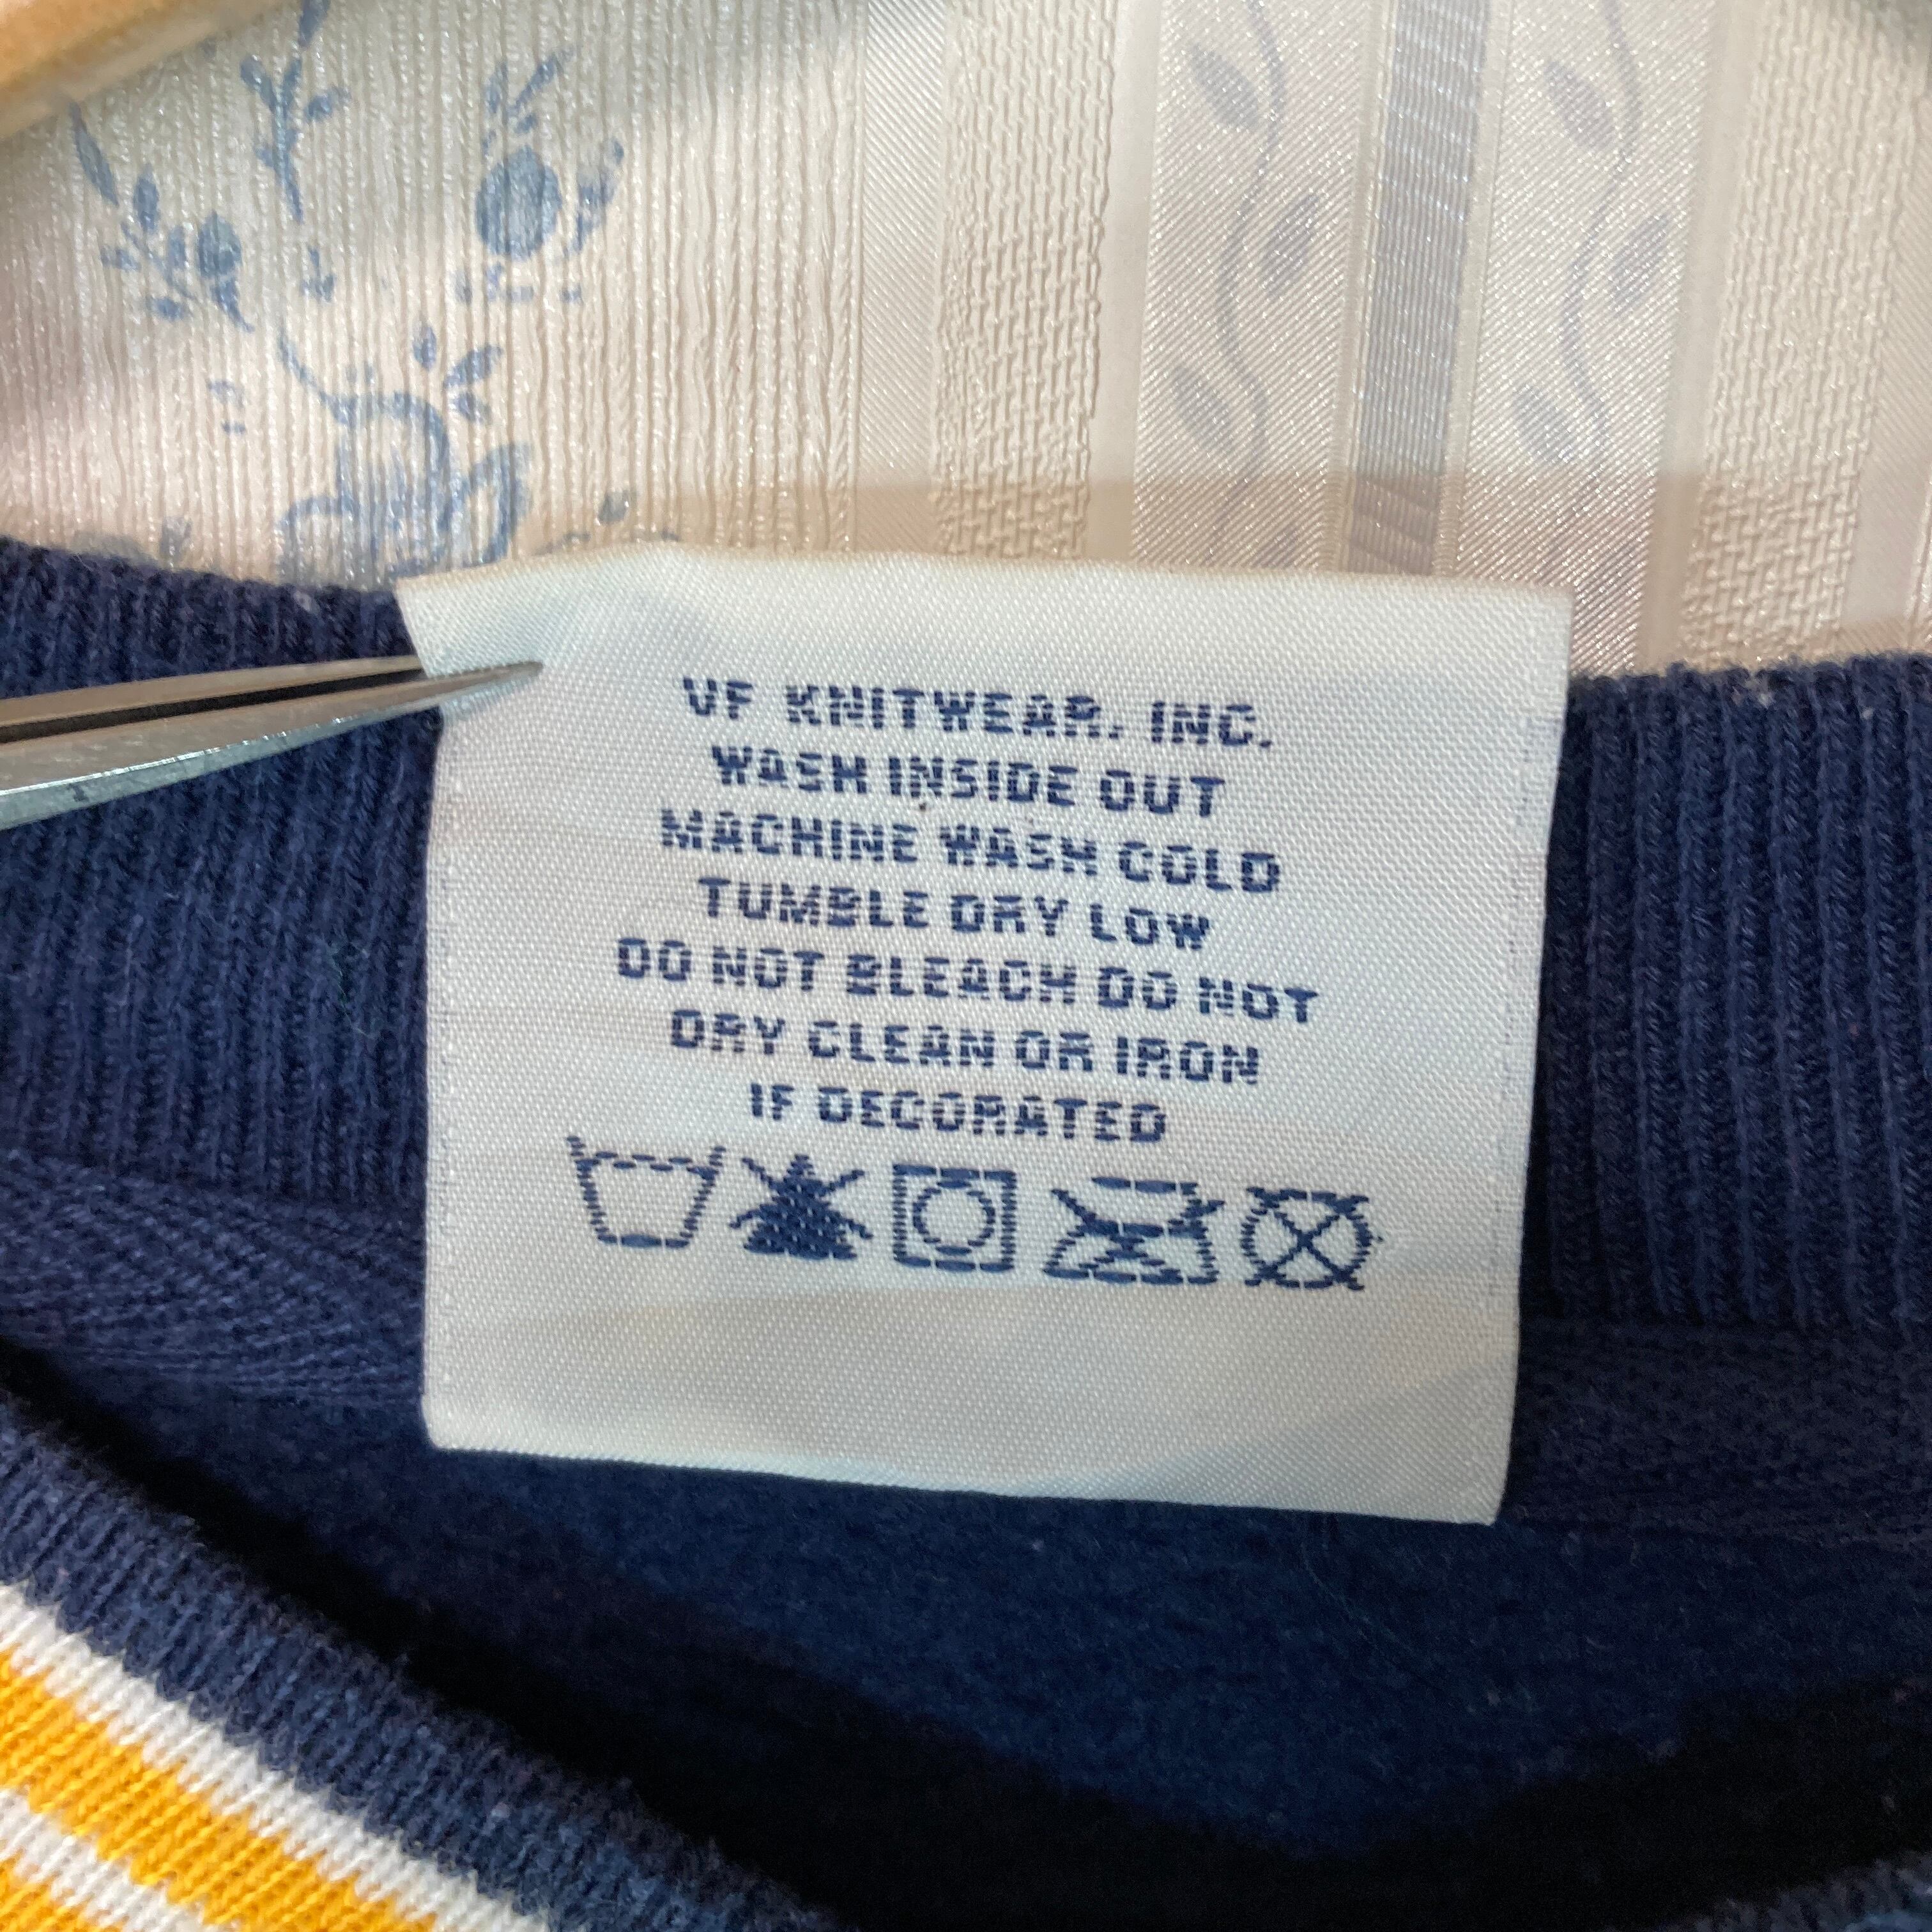 VF KNITWEAR, INC.
WASH INSIDE OUT
MACHINE WASH COLD
TUMBLE DRY LOW
DO NOT BLEACH DO NOT
DRY CLEAN OR IRON
IF DECORATED